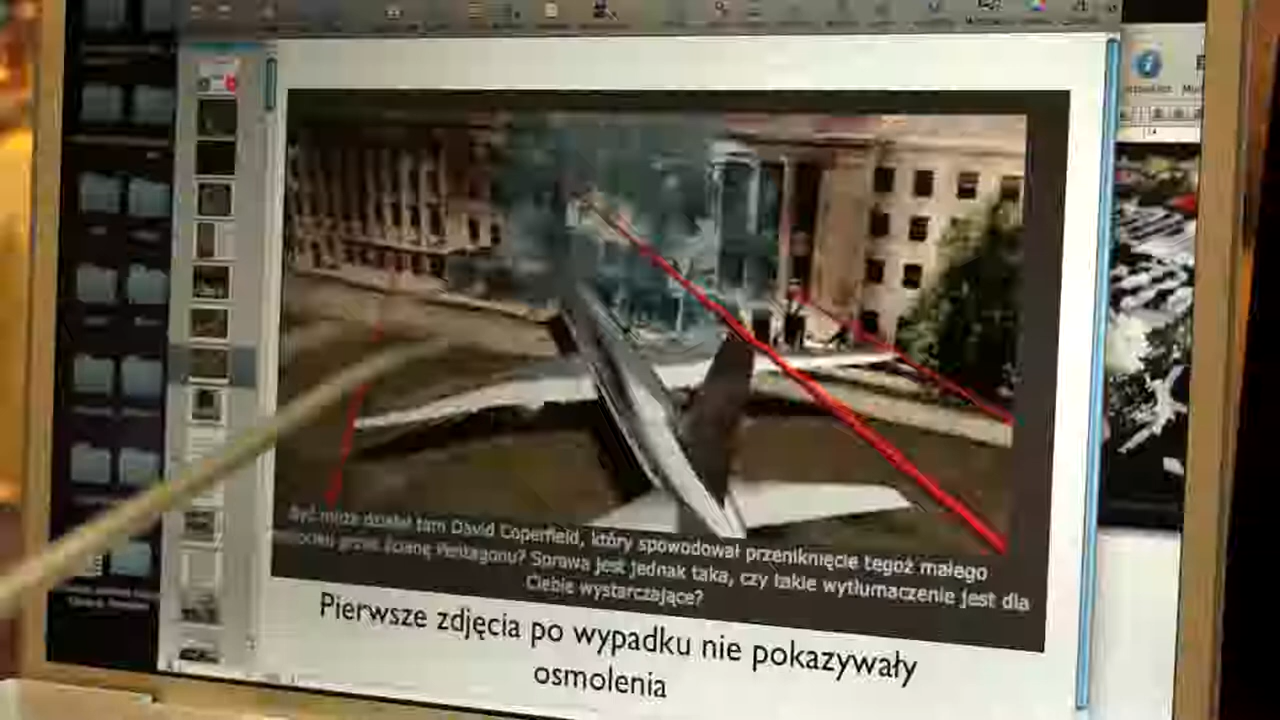 Być może działał tam David Coperfield, który spowodował przeniknięcie tegoż małego
przez ścianę Pentagonu? Sprawa jest jednak taka, czy takie wytłumaczenie jest dla
Ciebie wystarczające?
Pierwsze zdjęcia po wypadku nie pokazywały
osmolenia